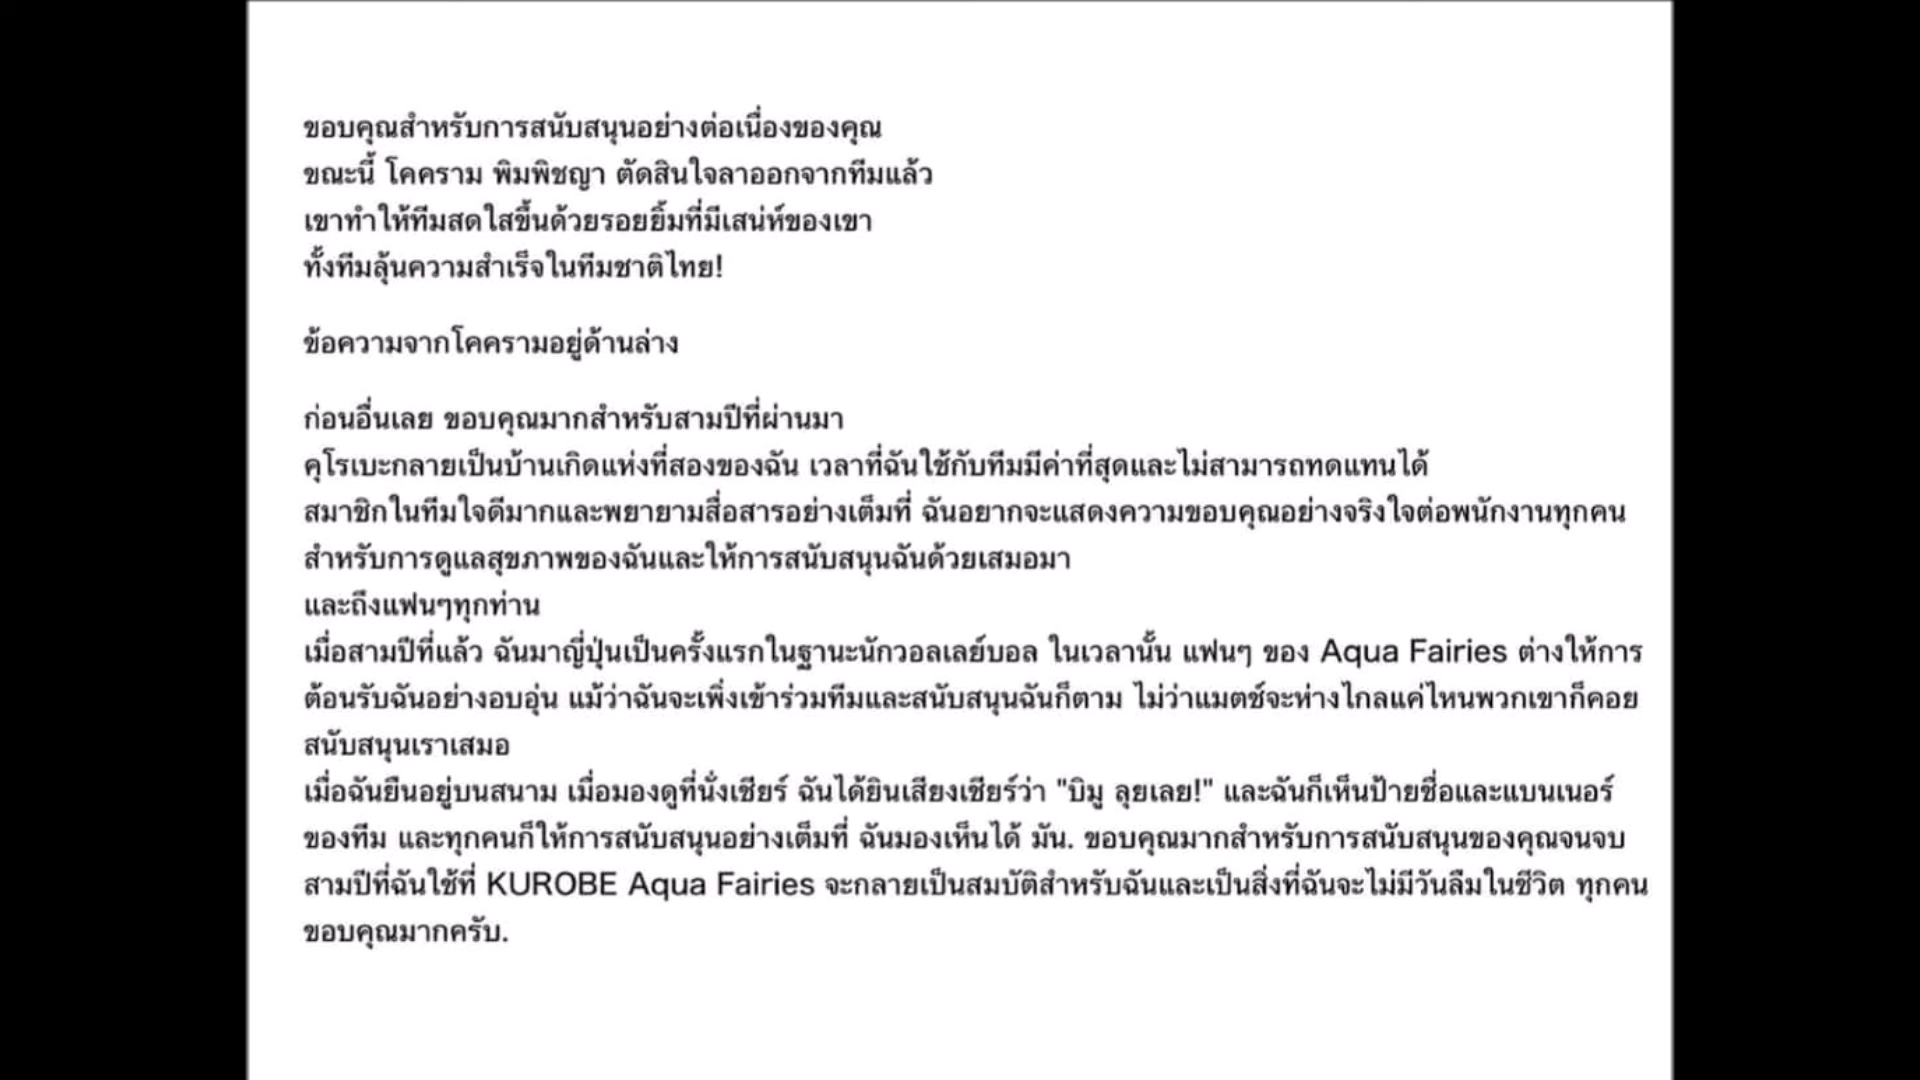 ขอบคุณสำหรับการสนับสนุนอย่างต่อเนื่องของคุณ
ขณะนี้ โคคราม พิมพิชญา ตัดสินใจลาออกจากทีมแล้ว
เขาทำให้ทีมสดใสขึ้นด้วยรอยยิ้มที่มีเสน่ห์ของเขา
ทั้งทีมลุ้นความสำเร็จในทีมชาติไทย!
ข้อความจากโคครามอยู่ด้านล่าง
ก่อนอื่นเลย ขอบคุณมากสำหรับสามปีที่ผ่านมา
คุโรเบะกลายเป็นบ้านเกิดแห่งที่สองของฉัน เวลาที่ฉันใช้กับทีมมีค่าที่สุดและไม่สามารถทดแทนได้
สมาชิกในทีมใจดีมากและพยายามสื่อสารอย่างเต็มที่ ฉันอยากจะแสดงความขอบคุณอย่างจริงใจต่อพนักงานทุกคน
สำหรับการดูแลสุขภาพของฉันและให้การสนับสนุนฉันด้วยเสมอมา
และถึงแฟนๆทุกท่าน
เมื่อสามปีที่แล้ว ฉันมาญี่ปุ่นเป็นครั้งแรกในฐานะนักวอลเลย์บอล ในเวลานั้น แฟนๆ ของ Aqua Fairies ต่างให้การ
ต้อนรับฉันอย่างอบอุ่น แม้ว่าฉันจะเพิ่งเข้าร่วมทีมและสนับสนุนฉันก็ตาม ไม่ว่าแมตช์จะห่างไกลแค่ไหนพวกเขาก็คอย
สนับสนุนเราเสมอ
เมื่อฉันยืนอยู่บนสนาม เมื่อมองดูที่นั่งเชียร์ ฉันได้ยินเสียงเชียร์ว่า "บิมู ลุยเลย!" และฉันก็เห็นป้ายชื่อและแบนเนอร์
ของทีม และทุกคนก็ให้การสนับสนุนอย่างเต็มที่ ฉันมองเห็นได้ มัน. ขอบคุณมากสำหรับการสนับสนุนของคุณจนจบ
สามปีที่ฉันใช้ที่ KUROBE Aqua Fairies จะกลายเป็นสมบัติสำหรับฉันและเป็นสิ่งที่ฉันจะไม่มีวันลืมในชีวิต ทุกคน
ขอบคุณมากครับ.